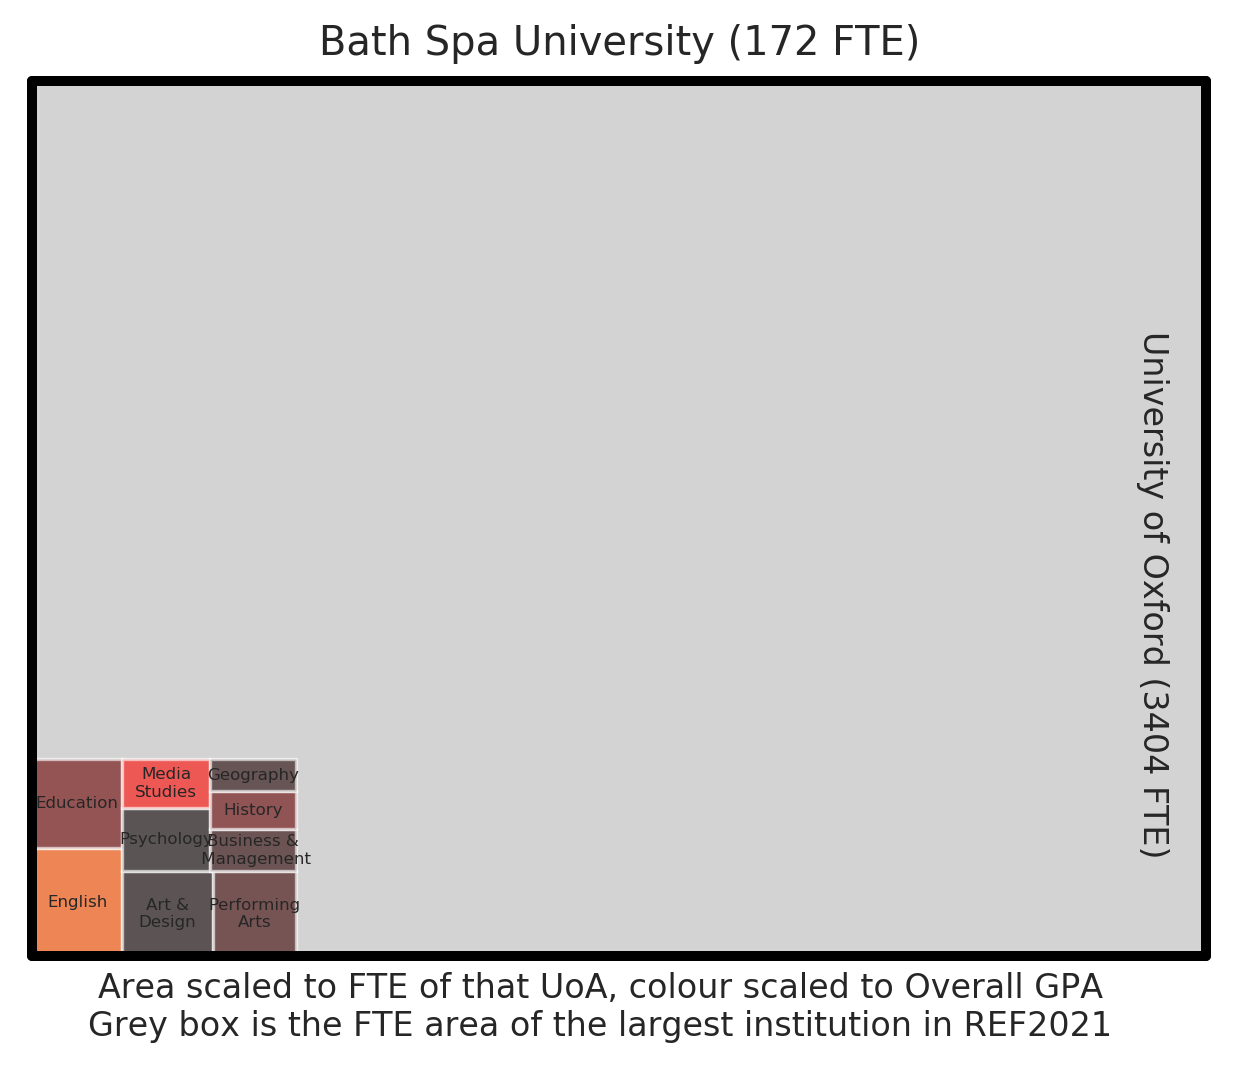 Bath Spa University (172 FTE)
University of Oxford (3404 FTE)
Education
Media
Studies
Geography
History
Psychology
Business &
Management
English
Art &
Design
Performing
Arts
Area scaled to FTE of that UoA, colour scaled to Overall GPA
Grey box is the FTE area of the largest institution in REF2021